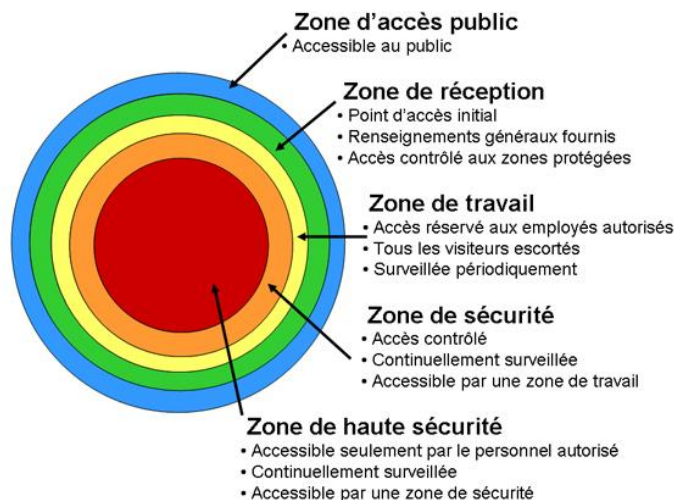 Zone d'accès public
• Accessible au public
Zone de réception
• Point d'accès initial
• Renseignements généraux fournis
• Accès contrôlé aux zones protégées
Zone de travail
• Accès réservé aux employés autorisés
• Tous les visiteurs escortés
• Surveillée périodiquement
Zone de sécurité
• Accès contrôlé
• Continuellement surveillée
• Accessible par une zone de travail
Zone de haute sécurité
• Accessible seulement par le personnel autorisé
• Continuellement surveillée
• Accessible par une zone de sécurité